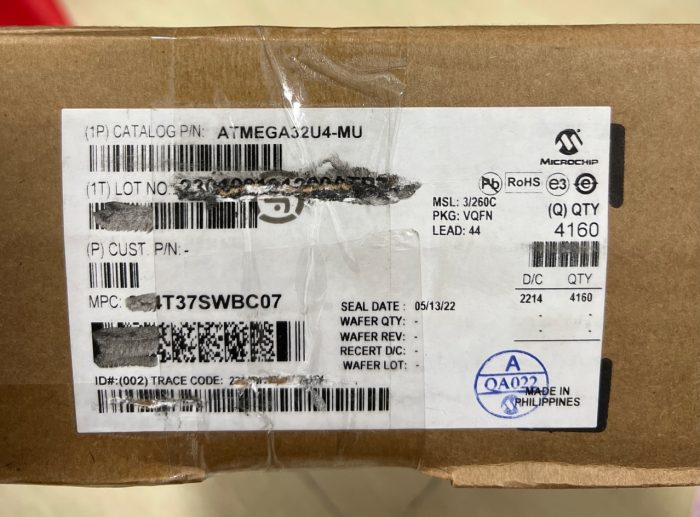 (1P) CATALOG P/N: ATMEGA32U4-MU
MICROCHIP
(1T) LOT NO.
Pb RoHS e3 e
MSL: 3/260C
PKG: VQFN
LEAD: 44
(Q) QTY
4160
(P) CUST. P/N: -
D/C QTY
2214 4160
- -
- -
MPC: 4T37SWBC07
SEAL DATE : 05/13/22
WAFER QTY: -
WAFER REV: -
RECERT D/C: -
WAFER LOT: -
A
QA022
MADE IN
PHILIPPINES
ID#:(002) TRACE CODE: